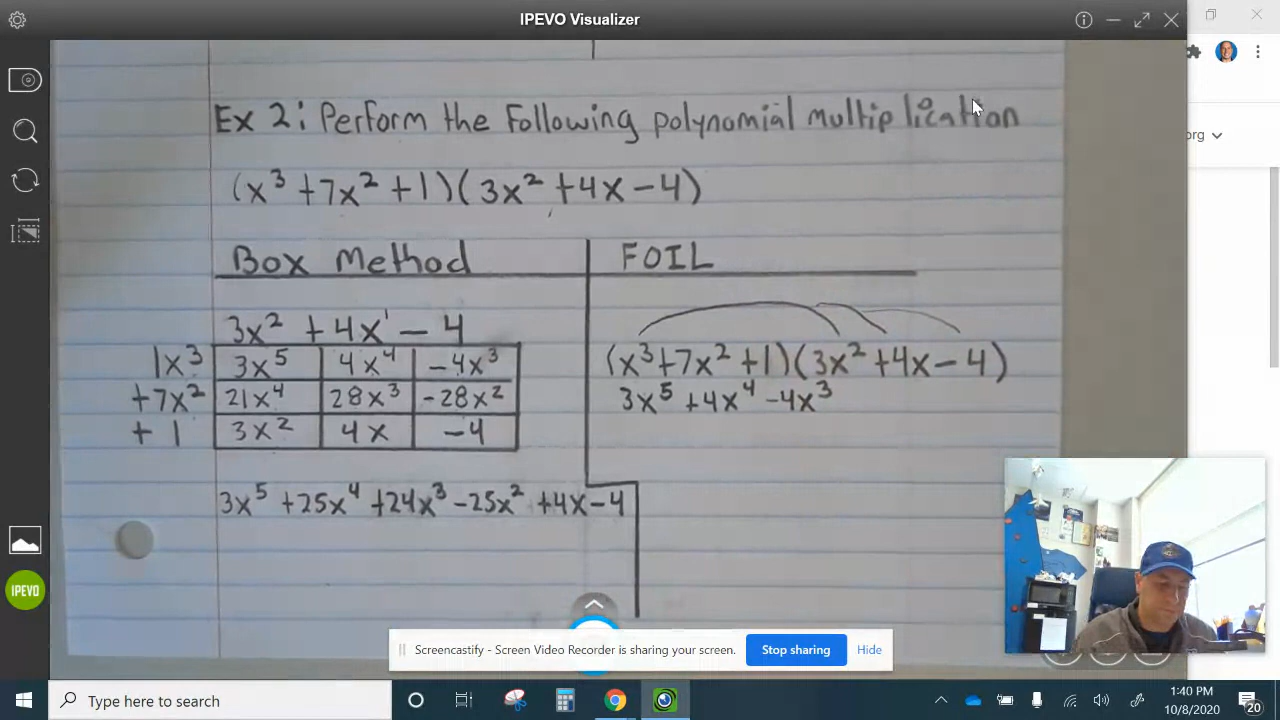 IPEVO Visualizer
Ex 2: Perform the Following polynomial multiplication
(x³ +7x² +1)(3x² +4x -4)
Box Method
3x² +4x¹ - 4
1x³ 3x⁵ 4x⁴ -4x³
+7x² 21x⁴ 28x³ -28x²
+ 1 3x² 4x -4
3x⁵ +25x⁴ +24x³ -25x² +4x-4
FOIL
(x³+7x² +1)(3x² +4x - 4)
3x⁵ +4x⁴ -4x³
org
IPEVO
Screencastify - Screen Video Recorder is sharing your screen.
Stop sharing
Hide
Type here to search
1:40 PM
10/8/2020
20